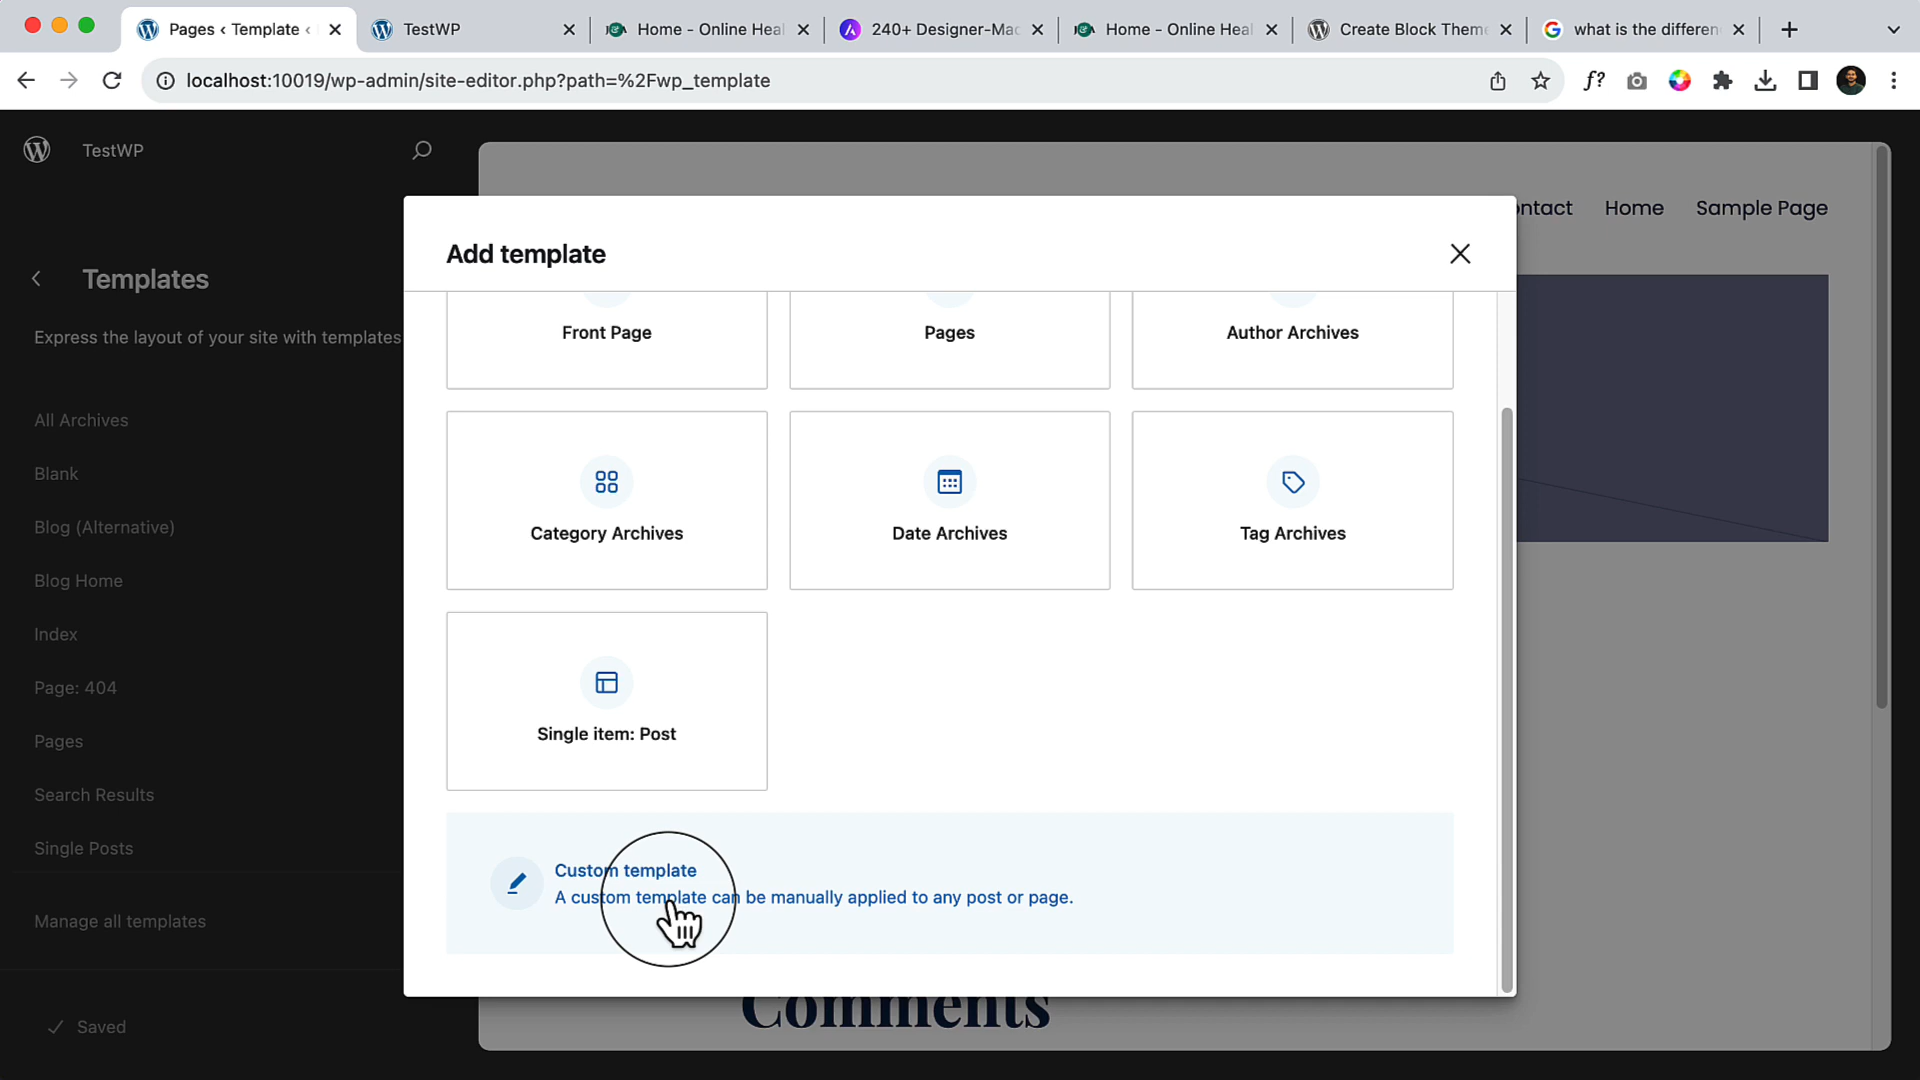 Pages ‹ Template ‹
TestWP
Home - Online Heal
240+ Designer-Mac
Home - Online Heal
Create Block Theme
what is the differen
localhost:10019/wp-admin/site-editor.php?path=%2Fwp_template
f?
TestWP
ontact
Home
Sample Page
Add template
Templates
Express the layout of your site with templates
Front Page
Pages
Author Archives
All Archives
Blank
Blog (Alternative)
Category Archives
Date Archives
Tag Archives
Blog Home
Index
Page: 404
Pages
Single item: Post
Search Results
Single Posts
Custom template
A custom template can be manually applied to any post or page.
Manage all templates
Comments
Saved